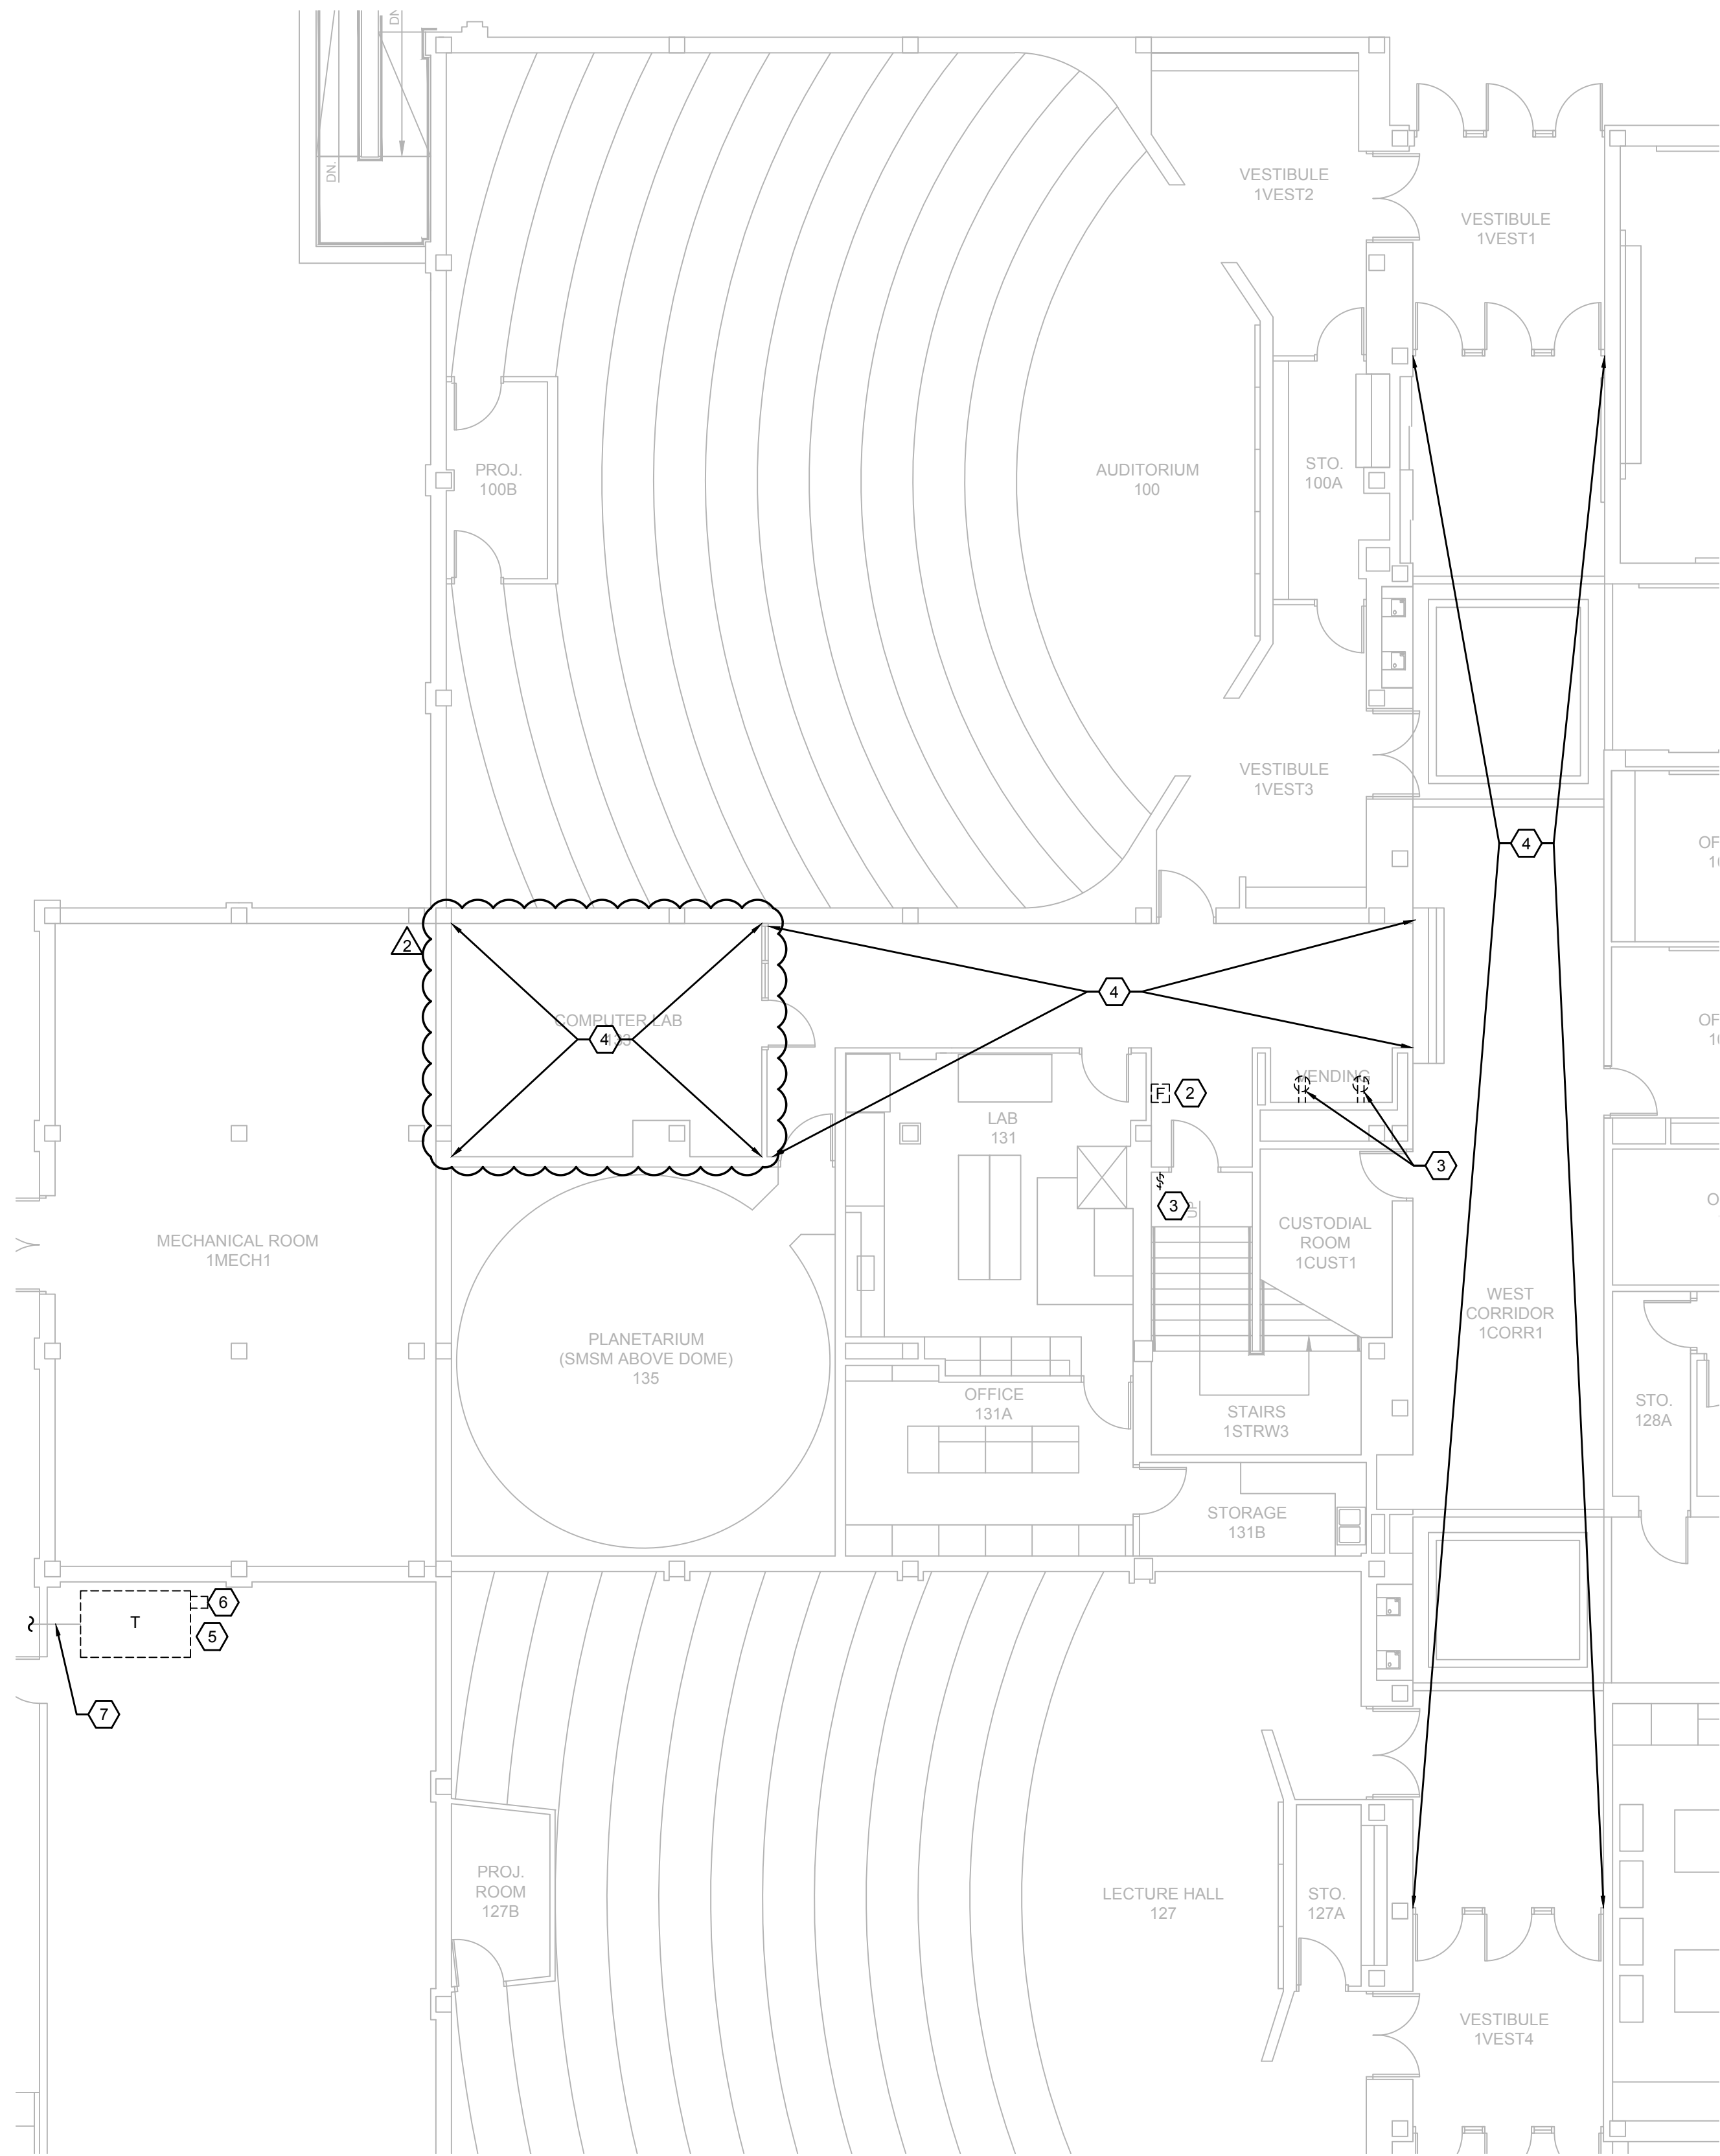 DN.
DN.
VESTIBULE
1VEST2
VESTIBULE
1VEST1
PROJ.
100B
AUDITORIUM
100
STO.
100A
VESTIBULE
1VEST3
4
2
4
COMPUTER LAB
4
VENDING
F
2
LAB
131
3
3
UP
CUSTODIAL
ROOM
1CUST1
MECHANICAL ROOM
1MECH1
WEST
CORRIDOR
1CORR1
PLANETARIUM
(SMSM ABOVE DOME)
135
OFFICE
131A
STAIRS
1STRW3
STO.
128A
STORAGE
131B
6
T
5
7
PROJ.
ROOM
127B
LECTURE HALL
127
STO.
127A
VESTIBULE
1VEST4